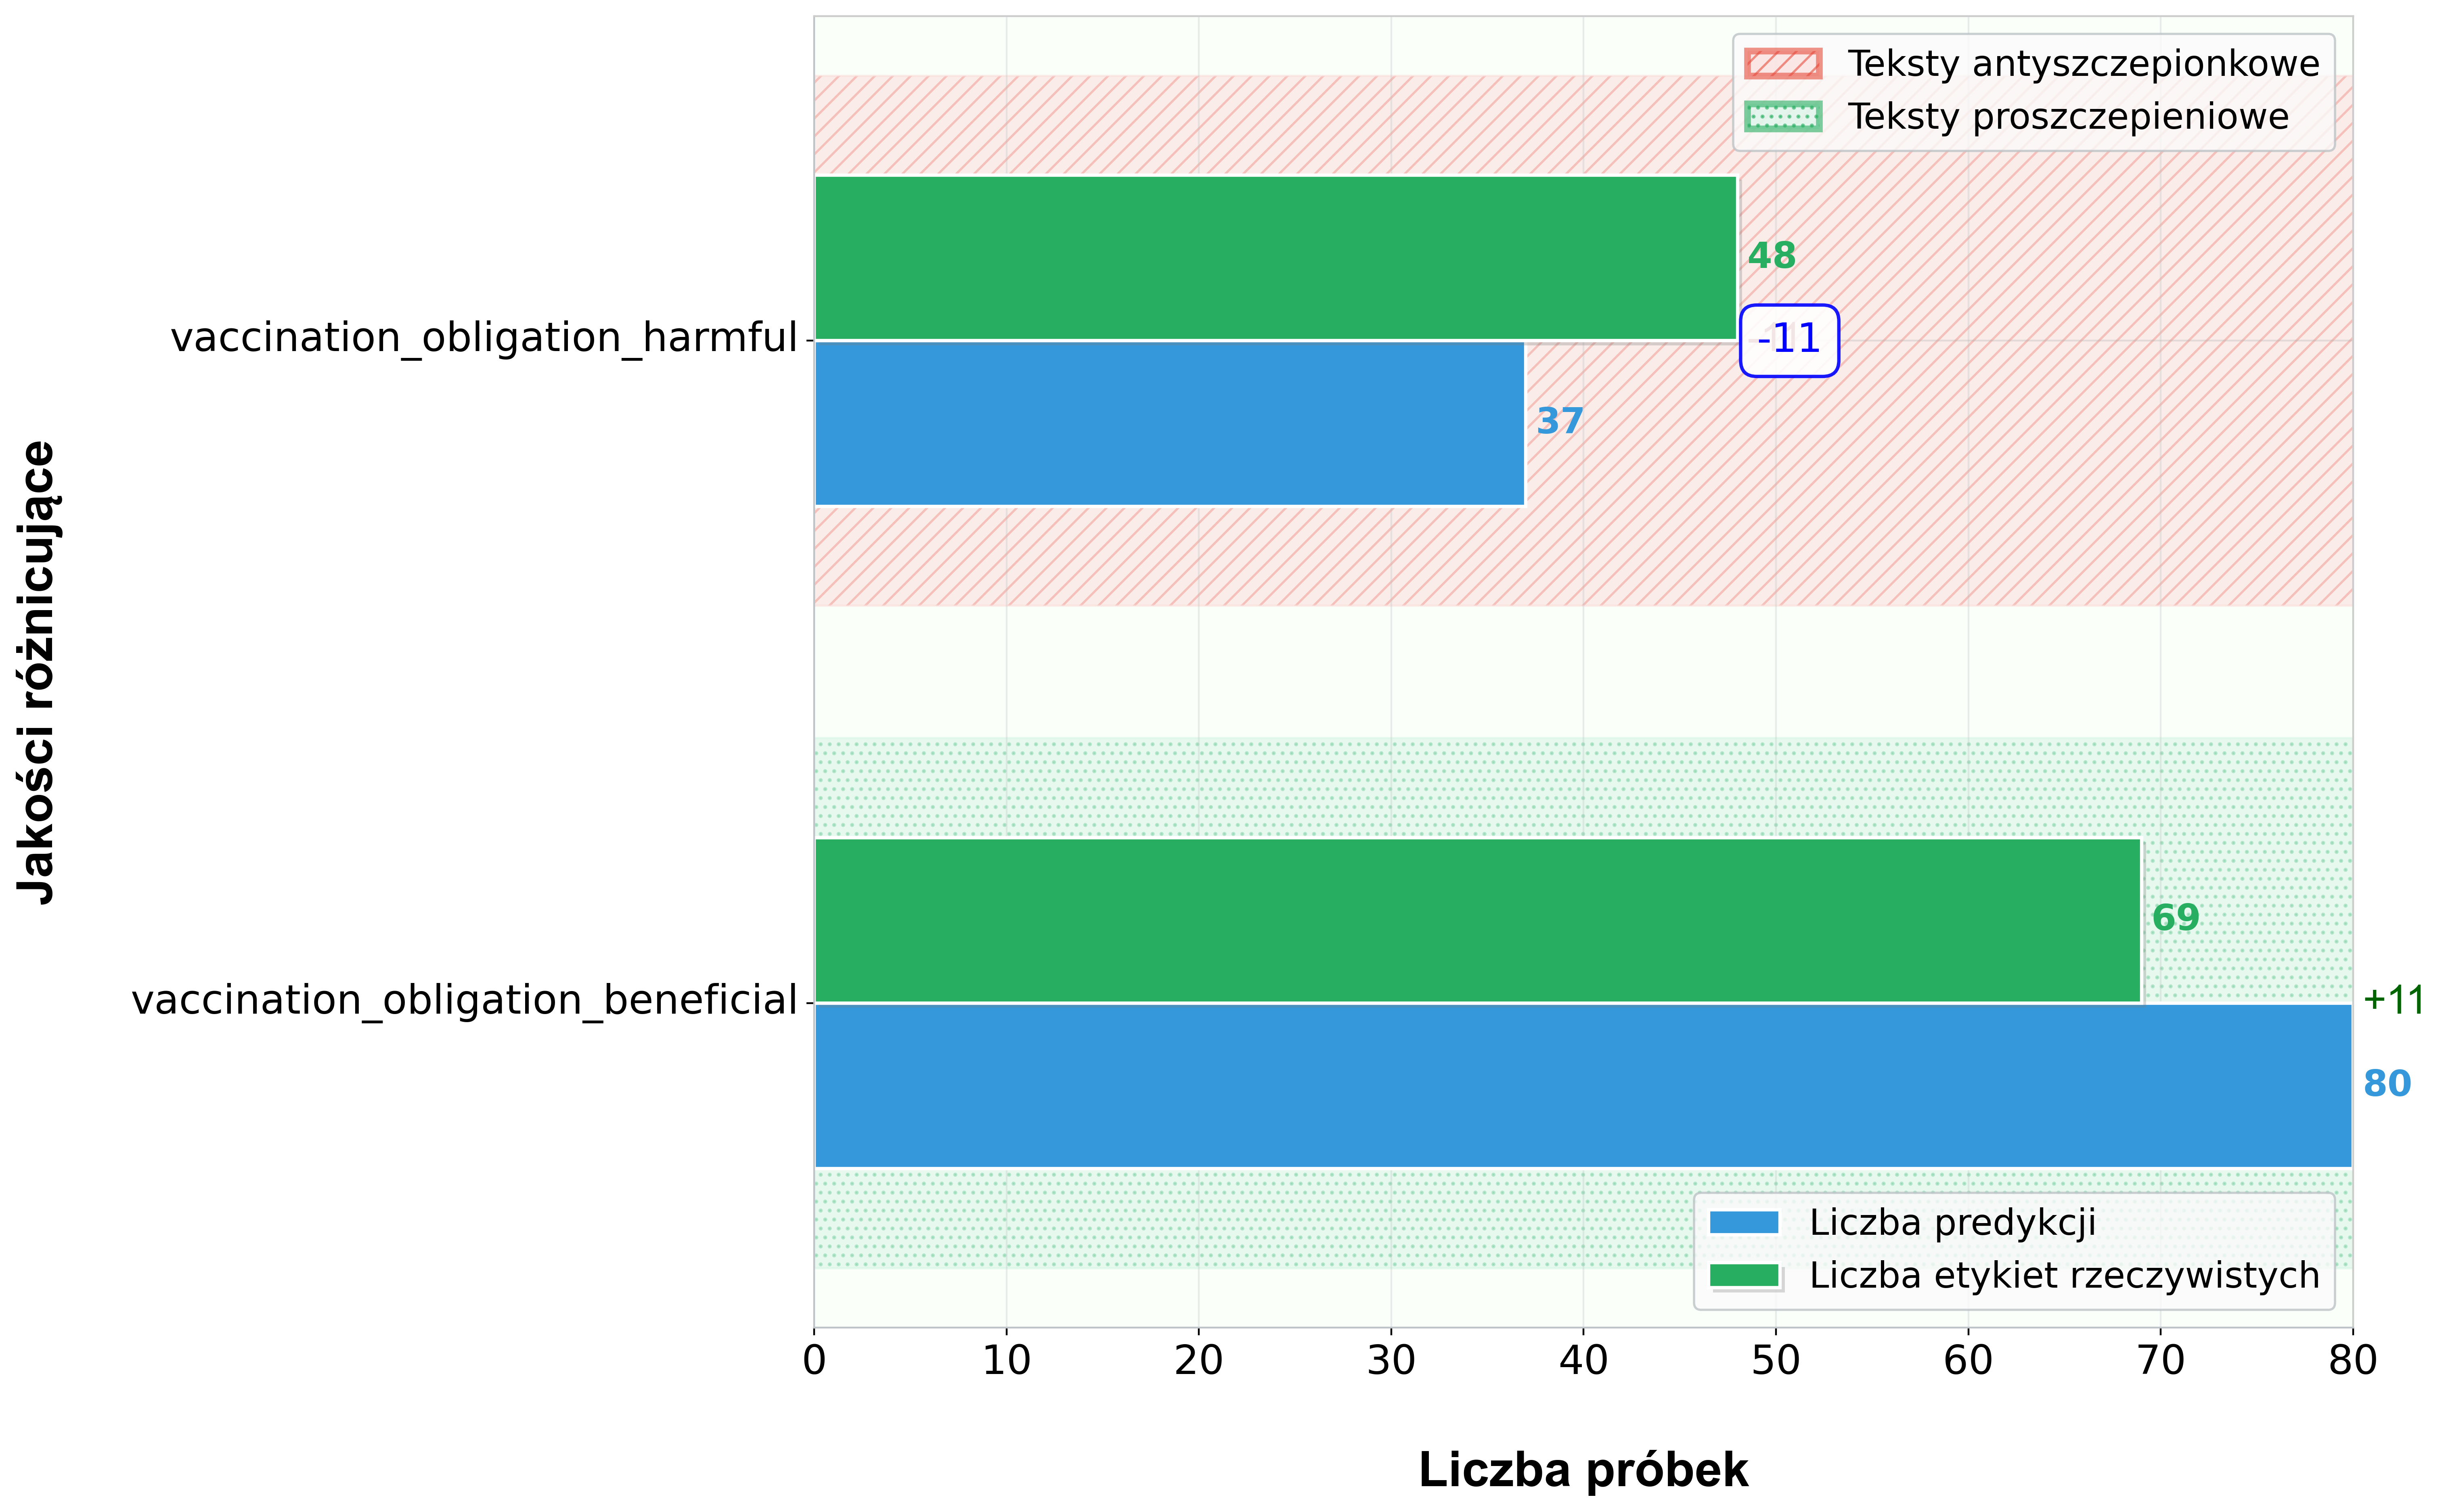 Teksty antyszczepionkowe
Teksty proszczepieniowe
48
vaccination_obligation_harmful
-11
37
Jakości różnicujące
69
vaccination_obligation_beneficial
+11
80
Liczba predykcji
Liczba etykiet rzeczywistych
0 10 20 30 40 50 60 70 80
Liczba próbek